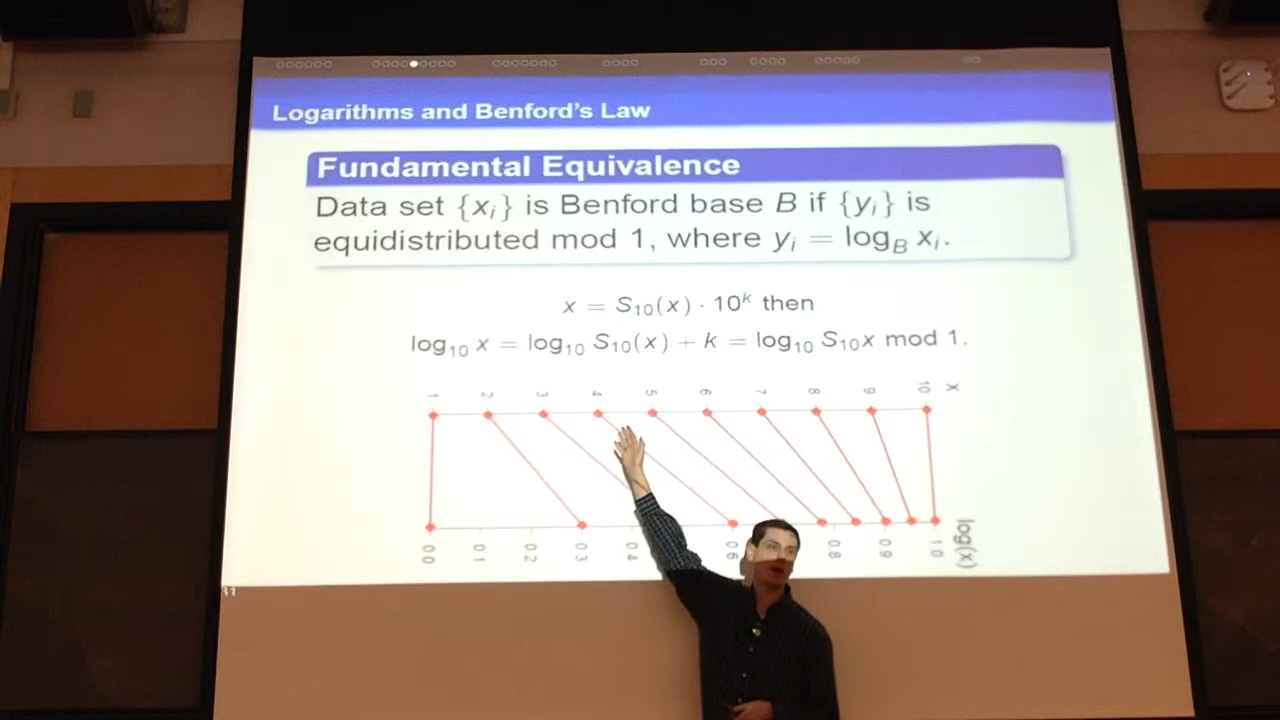 Logarithms and Benford's Law
Fundamental Equivalence
Data set {xᵢ} is Benford base B if {yᵢ} is
equidistributed mod 1, where yᵢ = log_B xᵢ.
x = S₁₀(x) · 10ᵏ then
log₁₀ x = log₁₀ S₁₀(x) + k = log₁₀ S₁₀x mod 1.
1 2 3 4 5 6 7 8 9 10 x
0.0 0.1 0.2 0.3 0.4 0.6 0.8 0.9 1.0 log(x)